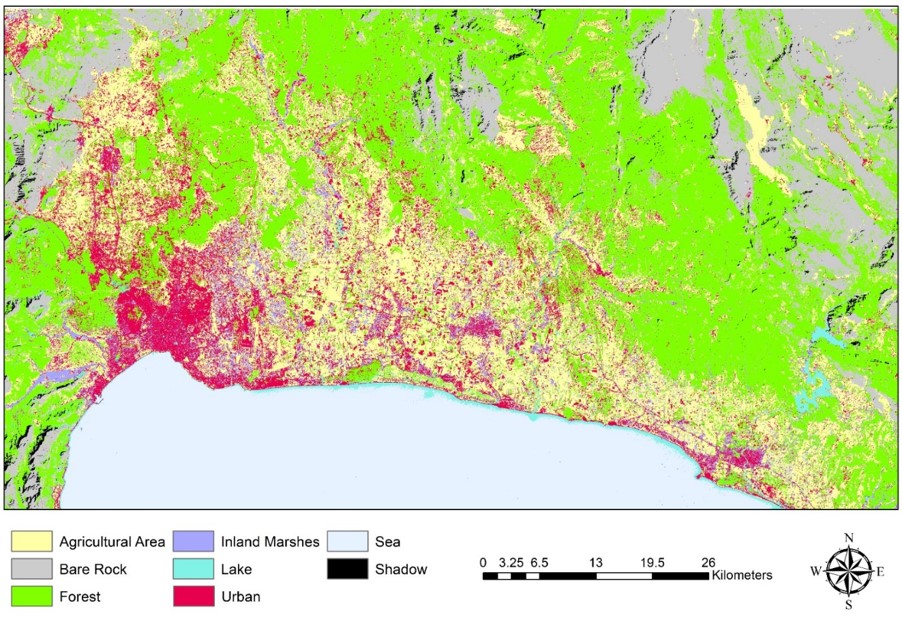 Agricultural Area
Inland Marshes
Sea
Bare Rock
Lake
Shadow
Forest
Urban
0 3.25 6.5 13 19.5 26
Kilometers
N
W E
S